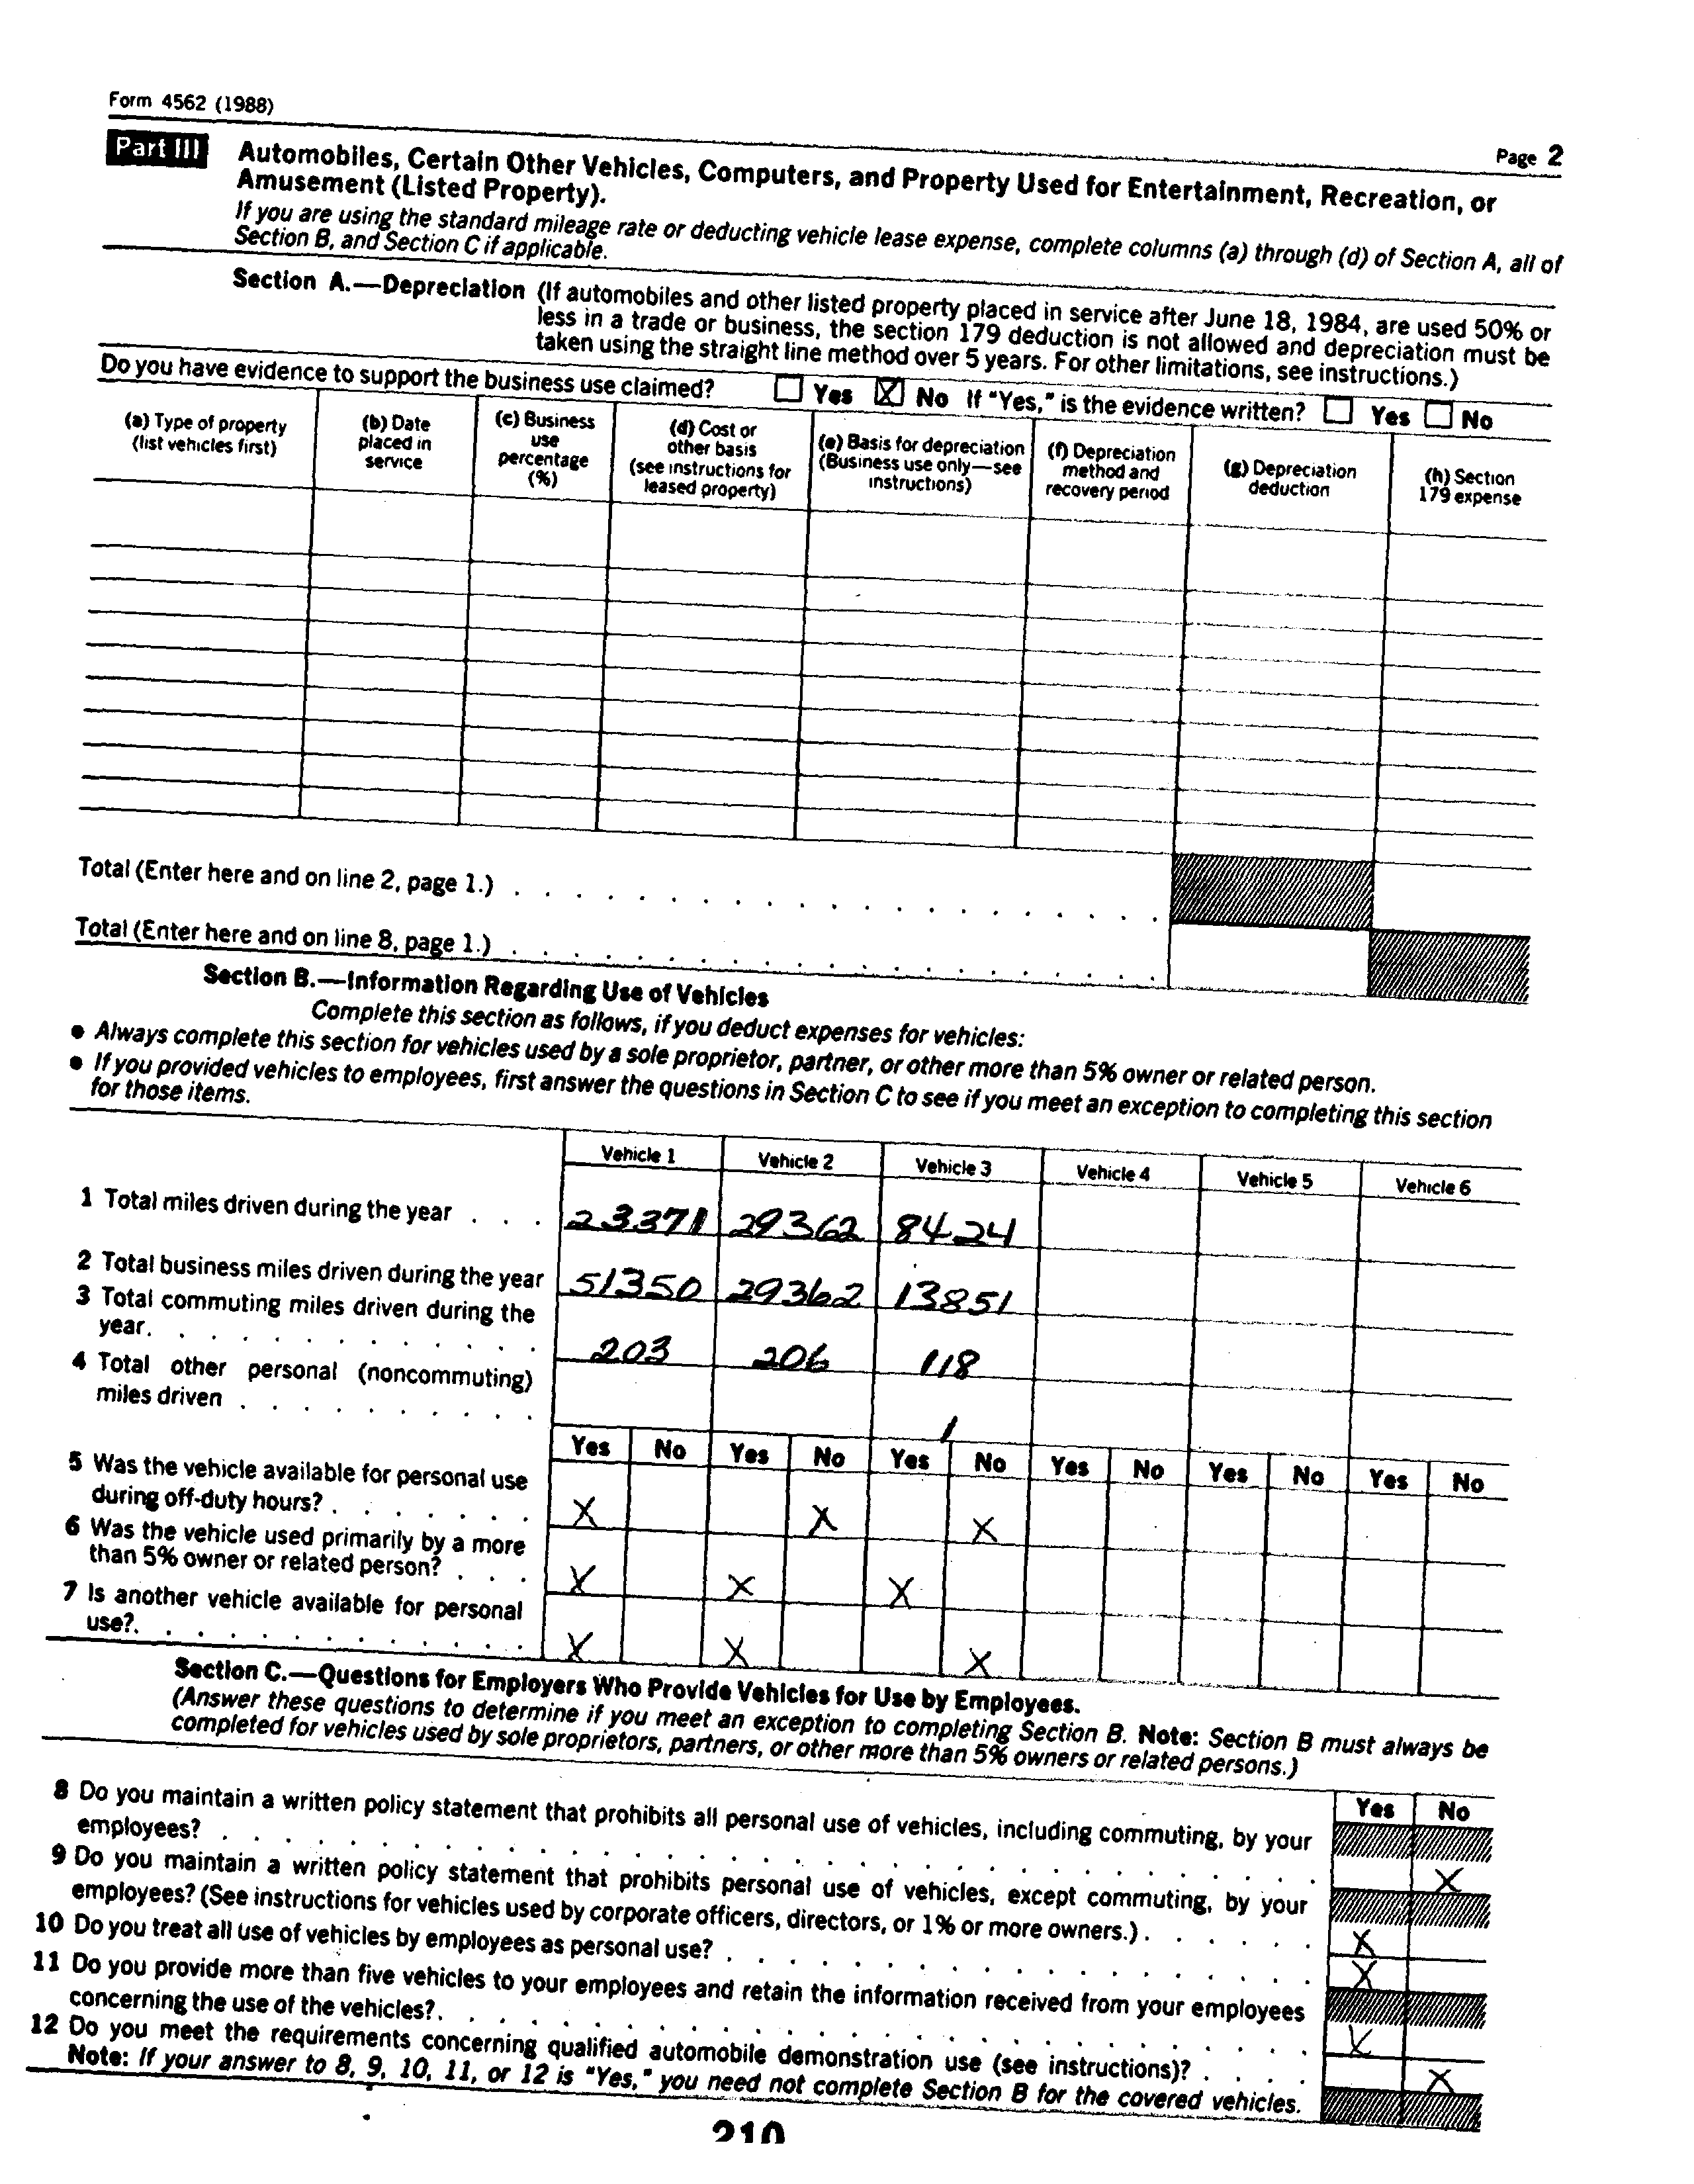 Form 4562 (1988)
Page 2
Part III Automobiles, Certain Other Vehicles, Computers, and Property Used for Entertainment, Recreation, or
Amusement (Listed Property).
If you are using the standard mileage rate or deducting vehicle lease expense, complete columns (a) through (d) of Section A, all of
Section B, and Section C if applicable.
Section A.—Depreciation (If automobiles and other listed property placed in service after June 18, 1984, are used 50% or
less in a trade or business, the section 179 deduction is not allowed and depreciation must be
taken using the straight line method over 5 years. For other limitations, see instructions.)
Do you have evidence to support the business use claimed? Yes X No If "Yes," is the evidence written? Yes No
(a) Type of property
(list vehicles first)
(b) Date
placed in
service
(c) Business
use
percentage
(%)
(d) Cost or
other basis
(see instructions for
leased property)
(e) Basis for depreciation
(Business use only—see
instructions)
(f) Depreciation
method and
recovery period
(g) Depreciation
deduction
(h) Section
179 expense
Total (Enter here and on line 2, page 1.) . . . . . . . . . . . . . . . . . . . .
Total (Enter here and on line 8, page 1.) . . . . . . . . . . . . . . . . . . . .
Section B.—Information Regarding Use of Vehicles
Complete this section as follows, if you deduct expenses for vehicles:
● Always complete this section for vehicles used by a sole proprietor, partner, or other more than 5% owner or related person.
● If you provided vehicles to employees, first answer the questions in Section C to see if you meet an exception to completing this section
for those items.
Vehicle 1 Vehicle 2 Vehicle 3 Vehicle 4 Vehicle 5 Vehicle 6
1 Total miles driven during the year . . . 23371 29362 8424
2 Total business miles driven during the year 51350 29362 13851
3 Total commuting miles driven during the
year. . . . . . . . . . . . . 203 206 118
4 Total other personal (noncommuting)
miles driven . . . . . . . . . . 1
Yes No Yes No Yes No Yes No Yes No Yes No
5 Was the vehicle available for personal use
during off-duty hours? . . . . . . . X X X
6 Was the vehicle used primarily by a more
than 5% owner or related person? . . . X X X
7 Is another vehicle available for personal
use?. . . . . . . . . . . . . X X X
Section C.—Questions for Employers Who Provide Vehicles for Use by Employees.
(Answer these questions to determine if you meet an exception to completing Section B. Note: Section B must always be
completed for vehicles used by sole proprietors, partners, or other more than 5% owners or related persons.)
Yes No
8 Do you maintain a written policy statement that prohibits all personal use of vehicles, including commuting, by your
employees? . . . . . . . . . . . . . . . . . . . . . . . . . . . . . . . . . . X
9 Do you maintain a written policy statement that prohibits personal use of vehicles, except commuting, by your
employees? (See instructions for vehicles used by corporate officers, directors, or 1% or more owners.) . . . . . . X
10 Do you treat all use of vehicles by employees as personal use? . . . . . . . . . . . . . . . . . . . X
11 Do you provide more than five vehicles to your employees and retain the information received from your employees
concerning the use of the vehicles?. . . . . . . . . . . . . . . . . . . . . . . . . . . . X
12 Do you meet the requirements concerning qualified automobile demonstration use (see instructions)? . . . . X
Note: If your answer to 8, 9, 10, 11, or 12 is "Yes," you need not complete Section B for the covered vehicles.
210